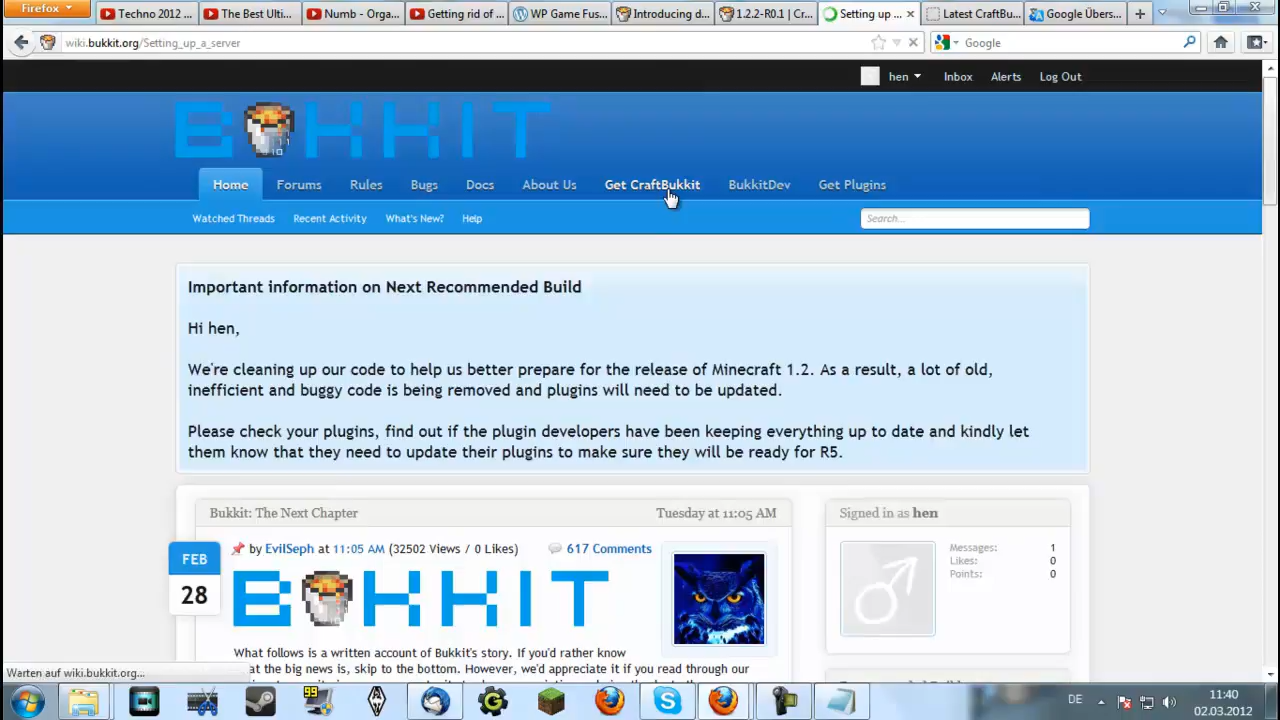 Firefox
Techno 2012 ...
The Best Ulti...
Numb - Orga...
Getting rid of ...
WP Game Fus...
Introducing d...
1.2.2-R0.1 | Cr...
Setting up ...
Latest CraftBu...
Google Übers...
wiki.bukkit.org/Setting_up_a_server
Google
hen
Inbox
Alerts
Log Out
BUKKIT
Home
Forums
Rules
Bugs
Docs
About Us
Get CraftBukkit
BukkitDev
Get Plugins
Watched Threads
Recent Activity
What's New?
Help
Search...
Important information on Next Recommended Build
Hi hen,
We're cleaning up our code to help us better prepare for the release of Minecraft 1.2. As a result, a lot of old,
inefficient and buggy code is being removed and plugins will need to be updated.
Please check your plugins, find out if the plugin developers have been keeping everything up to date and kindly let
them know that they need to update their plugins to make sure they will be ready for R5.
Bukkit: The Next Chapter
Tuesday at 11:05 AM
FEB
28
by EvilSeph at 11:05 AM (32502 Views / 0 Likes)
617 Comments
BUKKIT
What follows is a written account of Bukkit's story. If you'd rather know
at the big news is, skip to the bottom. However, we'd appreciate it if you read through our
Signed in as hen
Messages: 1
Likes: 0
Points: 0
Warten auf wiki.bukkit.org...
99
DE
11:40
02.03.2012